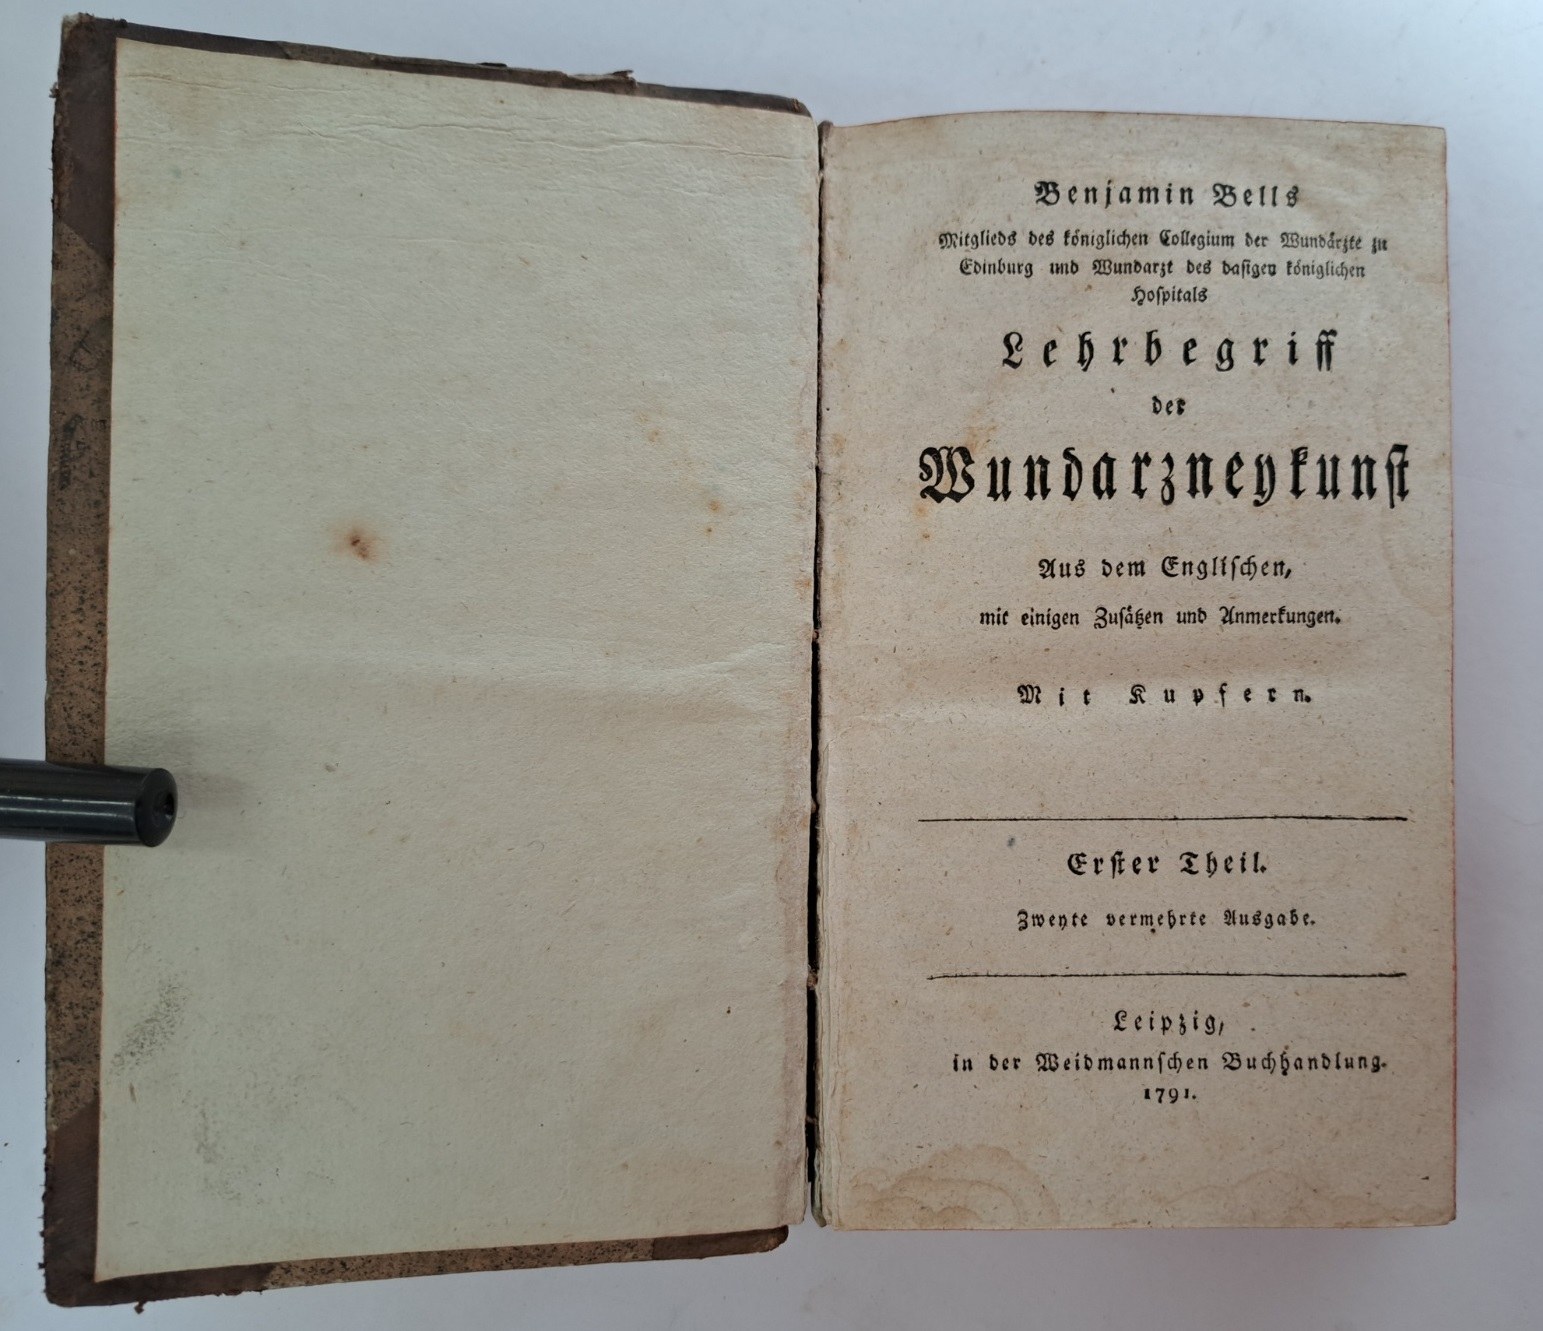 Benjamin Bells
Mitglieds des königlichen Collegium der Wundärzte zu
Edinburg und Wundarzt des dasigen königlichen
Hoſpitals
Lehrbegriff
der
Wundarzneykunſt
Aus dem Engliſchen,
mit einigen Zuſätzen und Anmerkungen.
Mit Kupfern.
Erſter Theil.
Zweyte vermehrte Ausgabe.
Leipzig,
in der Weidmannſchen Buchhandlung.
1791.